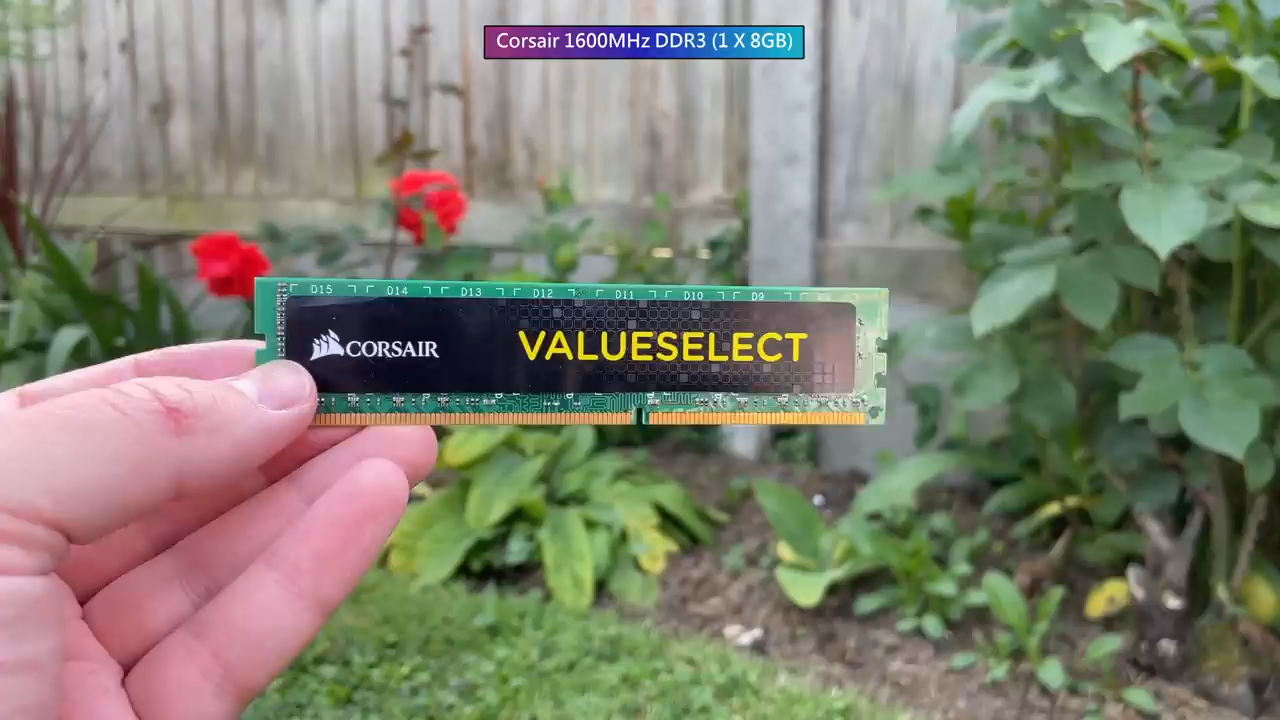 Corsair 1600MHz DDR3 (1 X 8GB)
D15 D14 D13 D12 D11 D10 D9
CORSAIR VALUESELECT